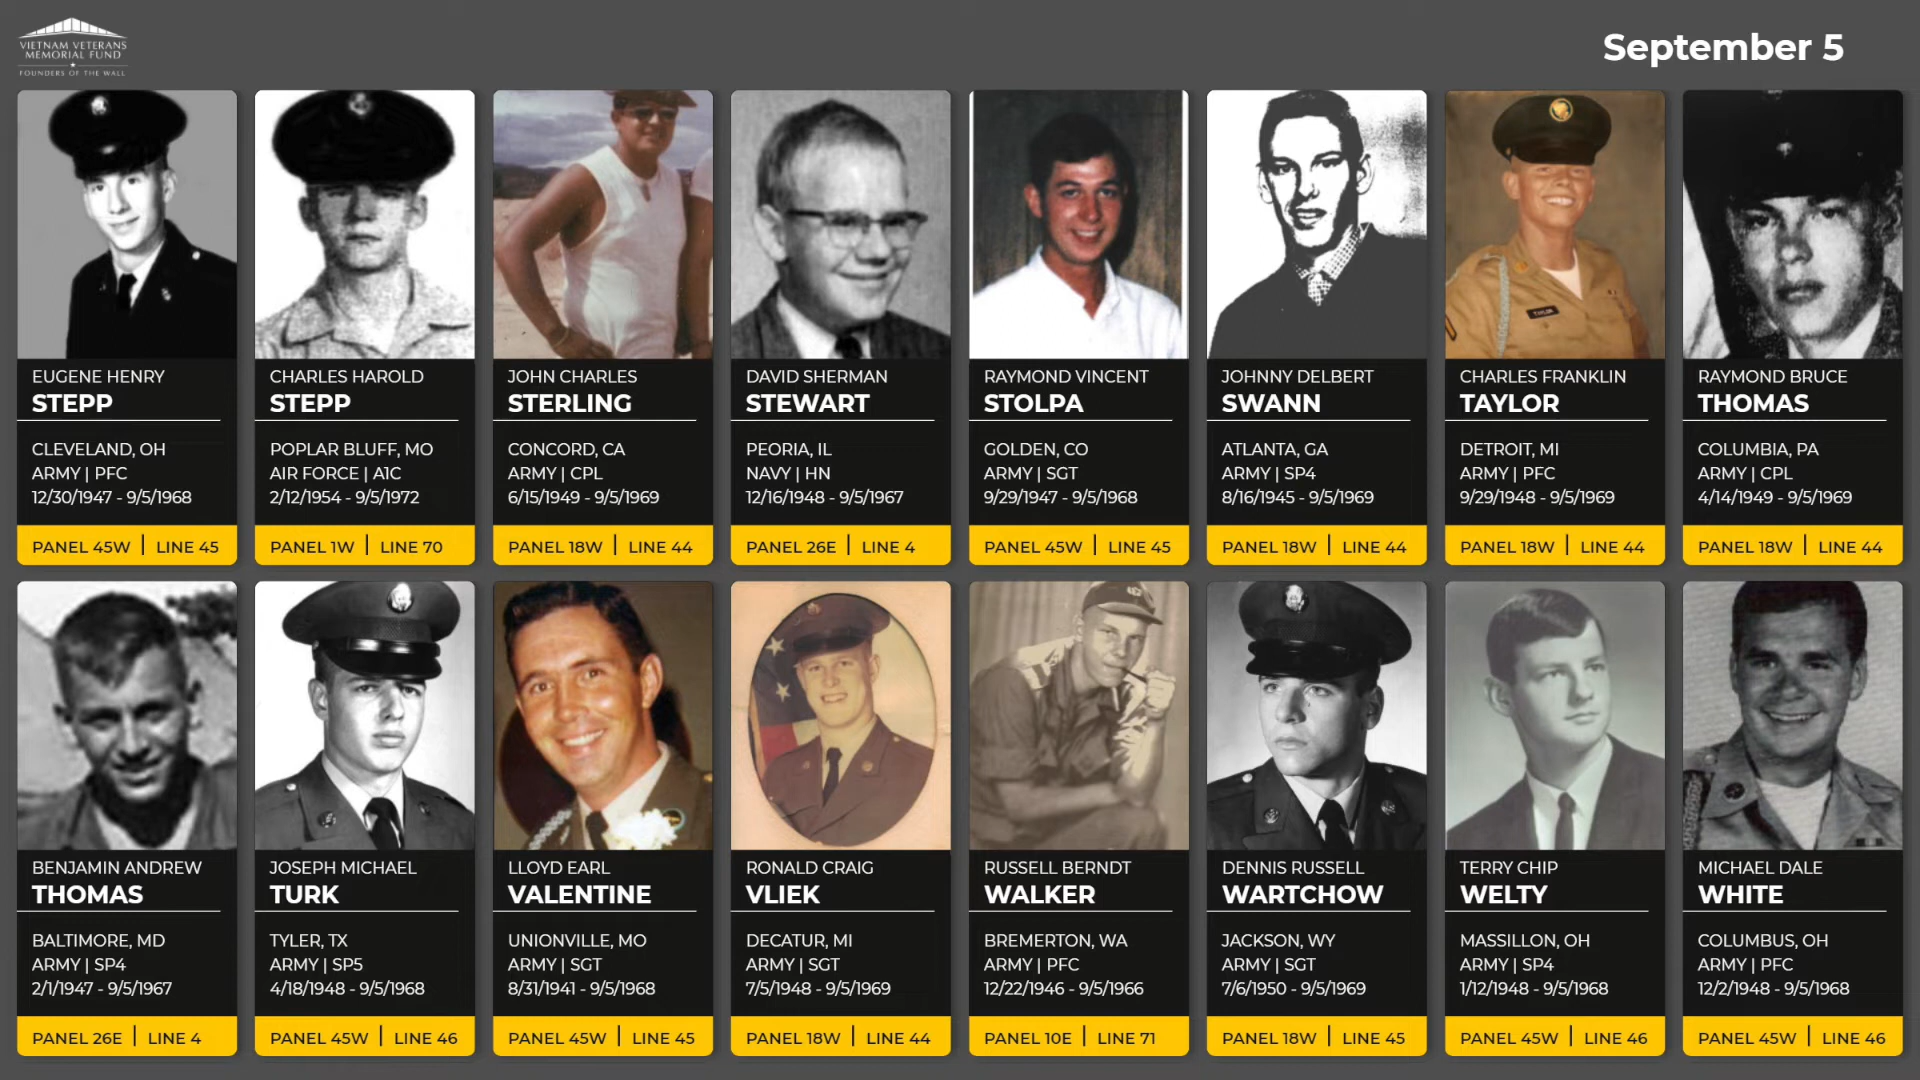 VIETNAM VETERANS
MEMORIAL FUND
FOUNDERS OF THE WALL
September 5
EUGENE HENRY
STEPP
CLEVELAND, OH
ARMY | PFC
12/30/1947 - 9/5/1968
PANEL 45W | LINE 45
CHARLES HAROLD
STEPP
POPLAR BLUFF, MO
AIR FORCE | A1C
2/12/1954 - 9/5/1972
PANEL 1W | LINE 70
JOHN CHARLES
STERLING
CONCORD, CA
ARMY | CPL
6/15/1949 - 9/5/1969
PANEL 18W | LINE 44
DAVID SHERMAN
STEWART
PEORIA, IL
NAVY | HN
12/16/1948 - 9/5/1967
PANEL 26E | LINE 4
RAYMOND VINCENT
STOLPA
GOLDEN, CO
ARMY | SGT
9/29/1947 - 9/5/1968
PANEL 45W | LINE 45
JOHNNY DELBERT
SWANN
ATLANTA, GA
ARMY | SP4
8/16/1945 - 9/5/1969
PANEL 18W | LINE 44
TAYLOR
CHARLES FRANKLIN
TAYLOR
DETROIT, MI
ARMY | PFC
9/29/1948 - 9/5/1969
PANEL 18W | LINE 44
RAYMOND BRUCE
THOMAS
COLUMBIA, PA
ARMY | CPL
4/14/1949 - 9/5/1969
PANEL 18W | LINE 44
BENJAMIN ANDREW
THOMAS
BALTIMORE, MD
ARMY | SP4
2/1/1947 - 9/5/1967
PANEL 26E | LINE 4
JOSEPH MICHAEL
TURK
TYLER, TX
ARMY | SP5
4/18/1948 - 9/5/1968
PANEL 45W | LINE 46
LLOYD EARL
VALENTINE
UNIONVILLE, MO
ARMY | SGT
8/31/1941 - 9/5/1968
PANEL 45W | LINE 45
RONALD CRAIG
VLIEK
DECATUR, MI
ARMY | SGT
7/5/1948 - 9/5/1969
PANEL 18W | LINE 44
RUSSELL BERNDT
WALKER
BREMERTON, WA
ARMY | PFC
12/22/1946 - 9/5/1966
PANEL 10E | LINE 71
DENNIS RUSSELL
WARTCHOW
JACKSON, WY
ARMY | SGT
7/6/1950 - 9/5/1969
PANEL 18W | LINE 45
TERRY CHIP
WELTY
MASSILLON, OH
ARMY | SP4
1/12/1948 - 9/5/1968
PANEL 45W | LINE 46
MICHAEL DALE
WHITE
COLUMBUS, OH
ARMY | PFC
12/2/1948 - 9/5/1968
PANEL 45W | LINE 46